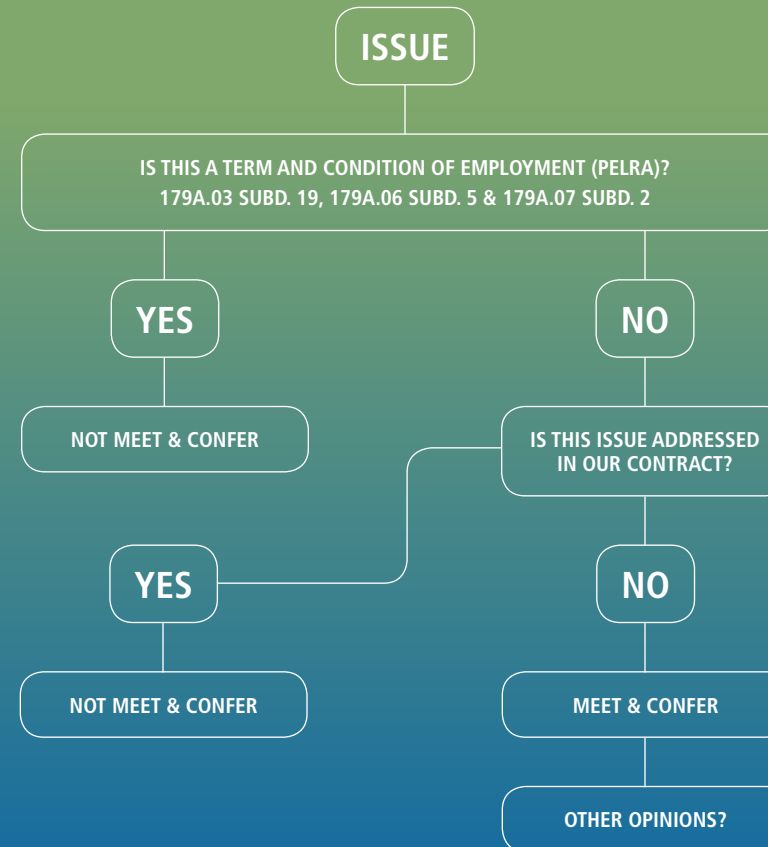 ISSUE
IS THIS A TERM AND CONDITION OF EMPLOYMENT (PELRA)?
179A.03 SUBD. 19, 179A.06 SUBD. 5 & 179A.07 SUBD. 2
YES
NO
NOT MEET & CONFER
IS THIS ISSUE ADDRESSED
IN OUR CONTRACT?
YES
NO
NOT MEET & CONFER
MEET & CONFER
OTHER OPINIONS?